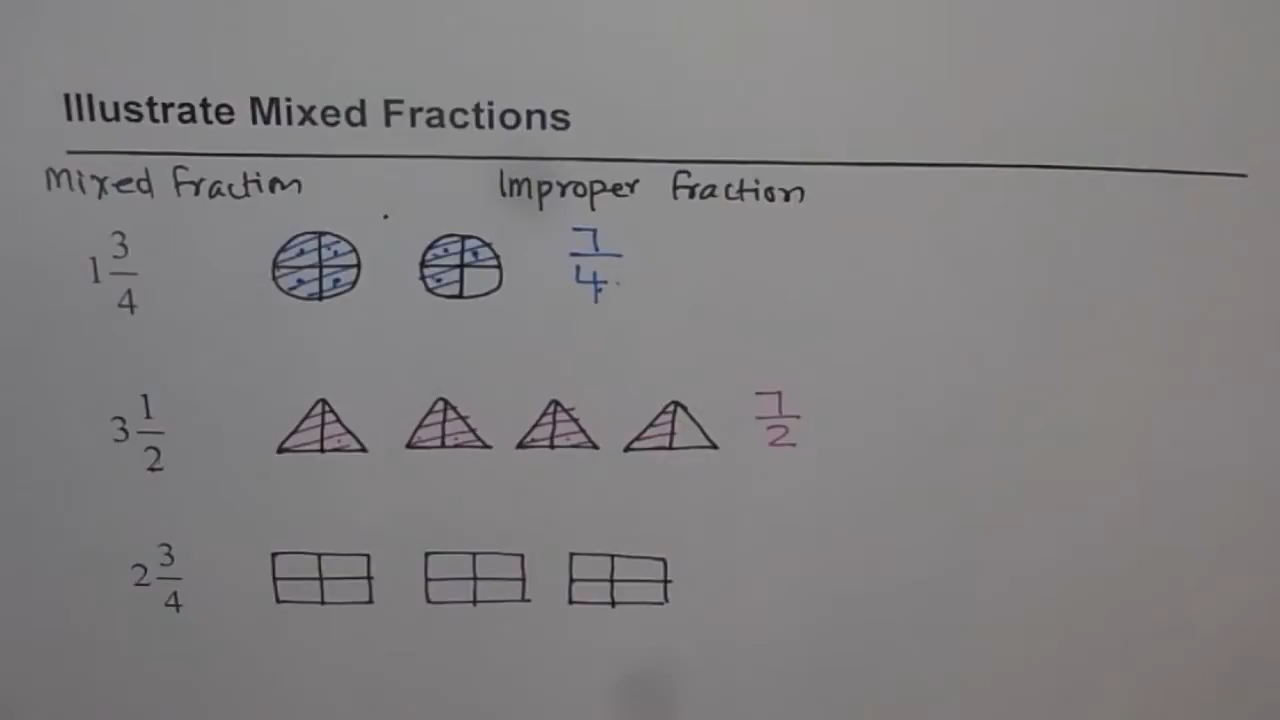 Illustrate Mixed Fractions
Mixed Fraction Improper Fraction
1 3/4 7/4
3 1/2 7/2
2 3/4